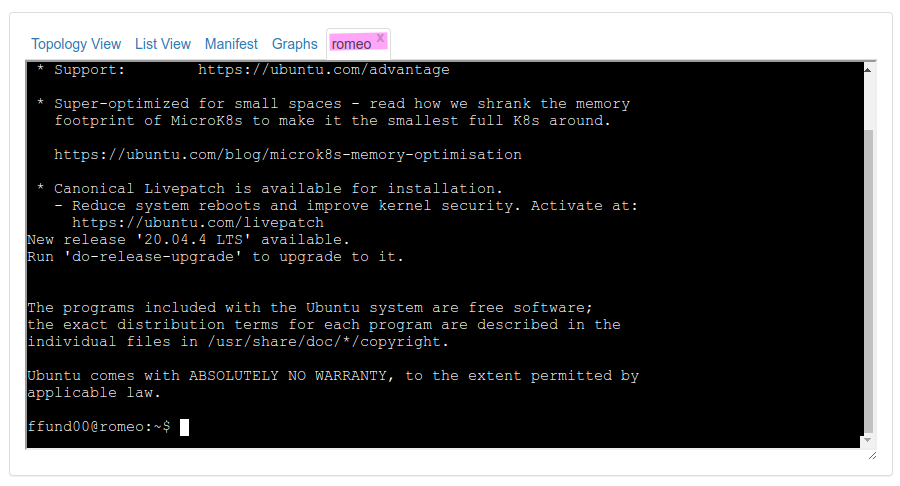 Topology View List View Manifest Graphs romeo x
* Support: https://ubuntu.com/advantage
* Super-optimized for small spaces - read how we shrank the memory
footprint of MicroK8s to make it the smallest full K8s around.
https://ubuntu.com/blog/microk8s-memory-optimisation
* Canonical Livepatch is available for installation.
- Reduce system reboots and improve kernel security. Activate at:
https://ubuntu.com/livepatch
New release '20.04.4 LTS' available.
Run 'do-release-upgrade' to upgrade to it.
The programs included with the Ubuntu system are free software;
the exact distribution terms for each program are described in the
individual files in /usr/share/doc/*/copyright.
Ubuntu comes with ABSOLUTELY NO WARRANTY, to the extent permitted by
applicable law.
ffund00@romeo:~$